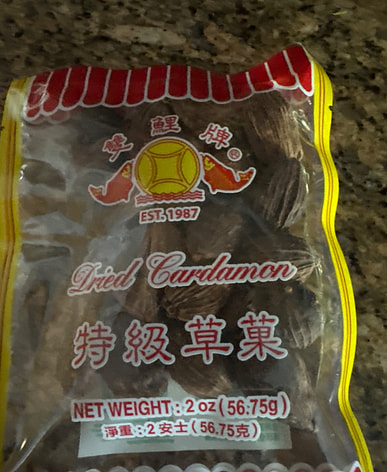 雙鯉牌®
EST. 1987
Dried Cardamon
特級草菓
NET WEIGHT : 2 oz (56.75g)
淨重 : 2 安士 (56.75克)